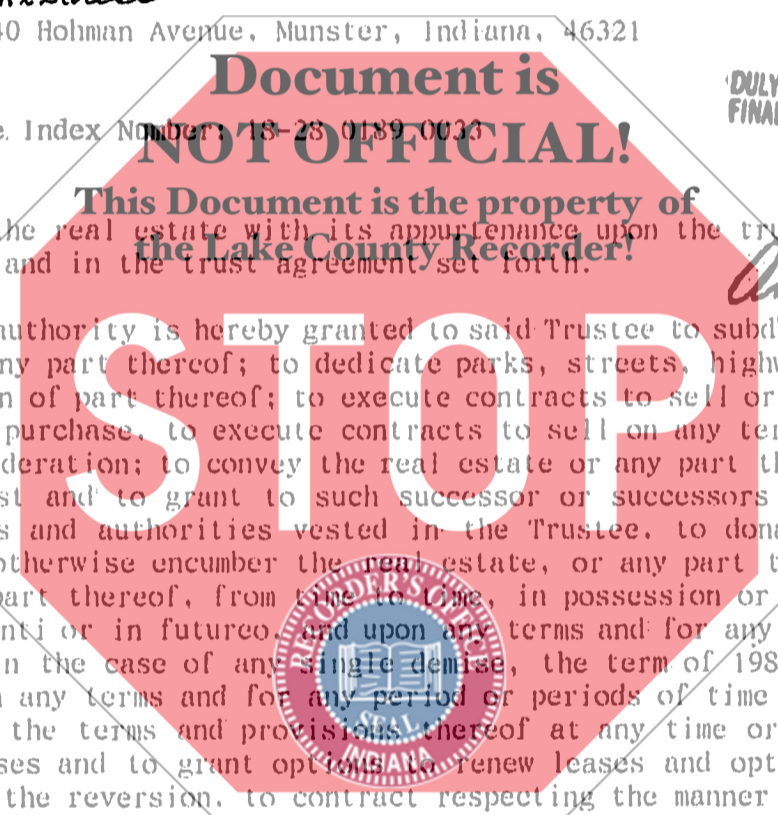 40 Hohman Avenue, Munster, Indiana, 46321
Document is
DULY
FINAL
e Index Number: 18-28 0189 0033
NOT OFFICIAL!
This Document is the property of
he real estate with its appurtenance upon the tru
the Lake County Recorder!
and in the trust agreement set forth.
authority is hereby granted to said Trustee to subd
ny part thereof; to dedicate parks, streets, highw
n of part thereof; to execute contracts to sell or
purchase, to execute contracts to sell on any ter
deration; to convey the real estate or any part th
st and to grant to such successor or successors
s and authorities vested in the Trustee, to dona
otherwise encumber the real estate, or any part t
part thereof, from time to time, in possession or
nti or in futureo, and upon any terms and for any
n the case of any single demise, the term of 198
n any terms and for any period or periods of time
the terms and provisions thereof at any time or
ses and to grant options to renew leases and opt
the reversion, to contract respecting the manner
STOP
RECORDER'S OFFICE
SEAL
INDIANA